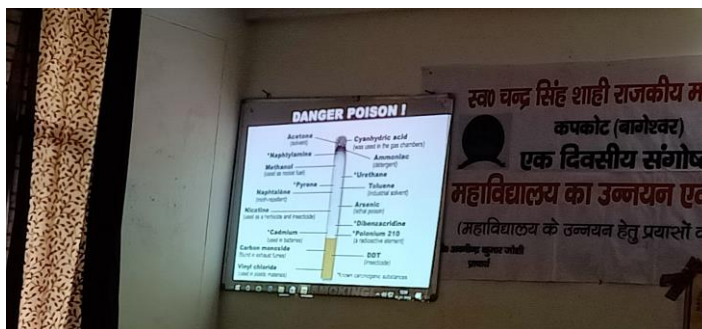 DANGER POISON !
Acetone
(solvent)
*Naphtylamine
Methanol
(used as rocket fuel)
*Pyrene
Naphtalène
(moth-repellent)
Nicotine
(used as a herbicide and insecticide)
*Cadmium
(used in batteries)
Carbon monoxide
(found in exhaust fumes)
Vinyl chloride
(used in plastic materials)
Cyanhydric acid
(was used in the gas chambers)
Ammoniac
(detergent)
*Urethane
Toluene
(industrial solvent)
Arsenic
(lethal poison)
*Dibenzacridine
*Polonium 210
(a radioactive element)
DDT
(insecticide)
*Known carcinogenic substances
SMOKING
स्व० चन्द्र सिंह शाही राजकीय
कपकोट (बागेश्वर)
एक दिवसीय संगोष
महाविद्यालय का उन्नयन
(महाविद्यालय के उन्नयन हेतु प्रयासों
कुमार जोशी
प्राचार्य